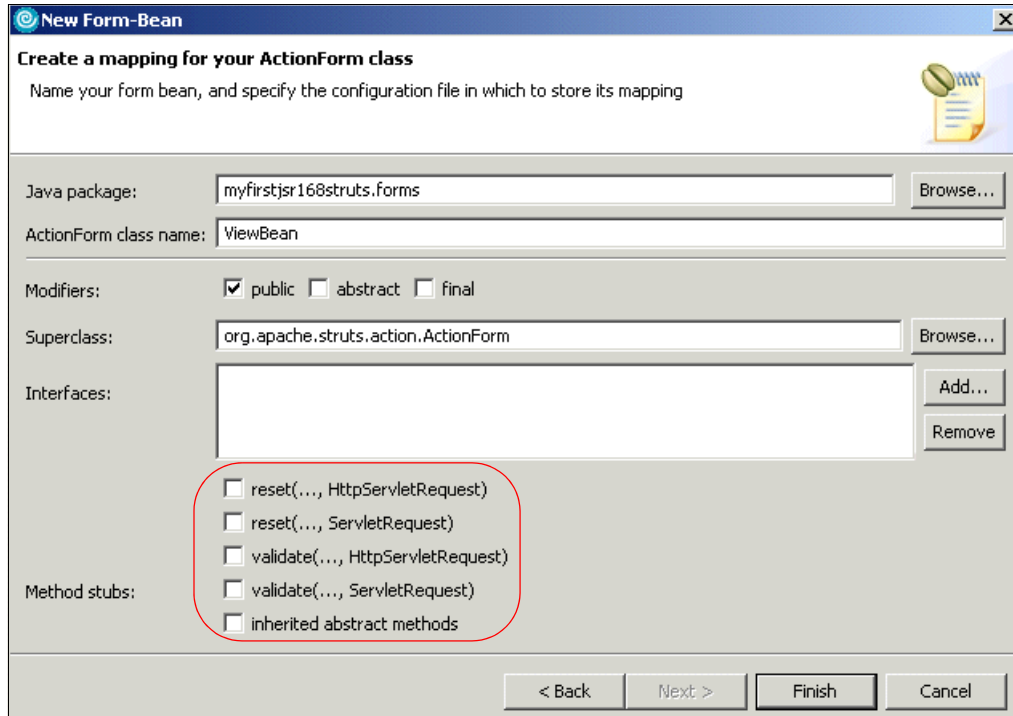 New Form-Bean
Create a mapping for your ActionForm class
Name your form bean, and specify the configuration file in which to store its mapping
Java package: myfirstjsr168struts.forms Browse...
ActionForm class name: ViewBean
Modifiers: public abstract final
Superclass: org.apache.struts.action.ActionForm Browse...
Interfaces: Add...
Remove
reset(..., HttpServletRequest)
reset(..., ServletRequest)
validate(..., HttpServletRequest)
Method stubs: validate(..., ServletRequest)
inherited abstract methods
< Back Next > Finish Cancel